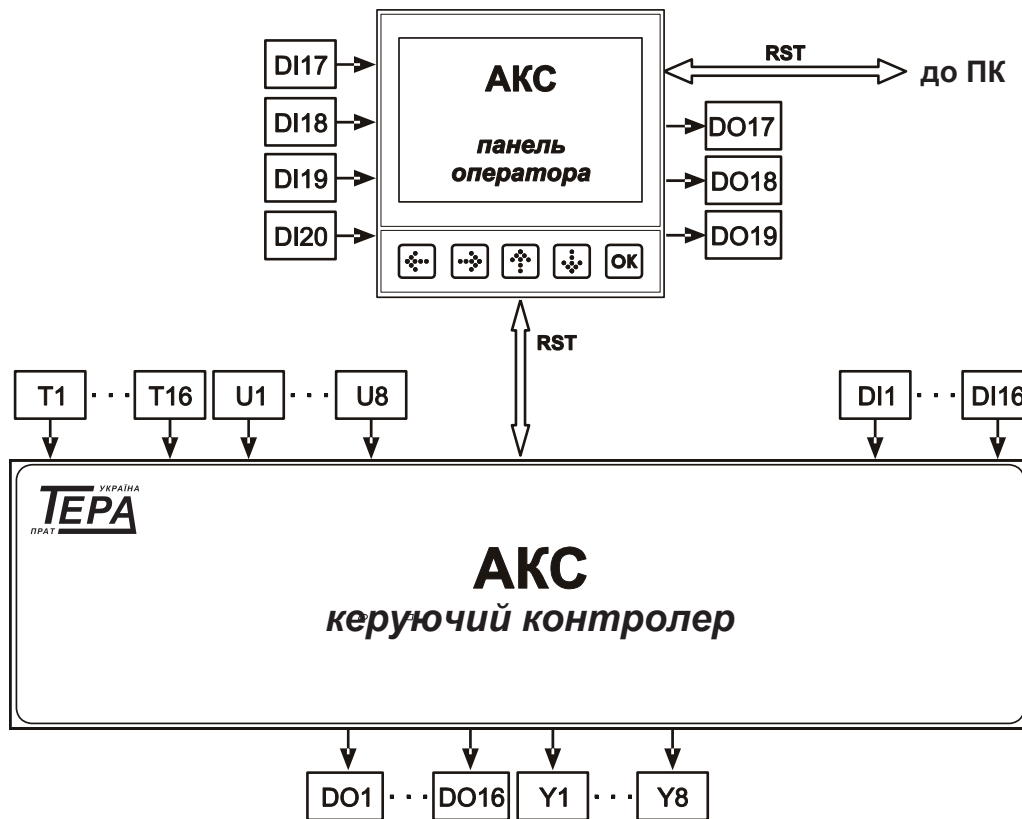 DI17
DI18
DI19
DI20
АКС
панель
оператора
OK
RST
до ПК
DO17
DO18
DO19
RST
T1 · · · T16 U1 · · · U8 DI1 · · · DI16
УКРАЇНА
ТЕРА
ПРАТ
АКС
керуючий контролер
DO1 · · · DO16 Y1 · · · Y8